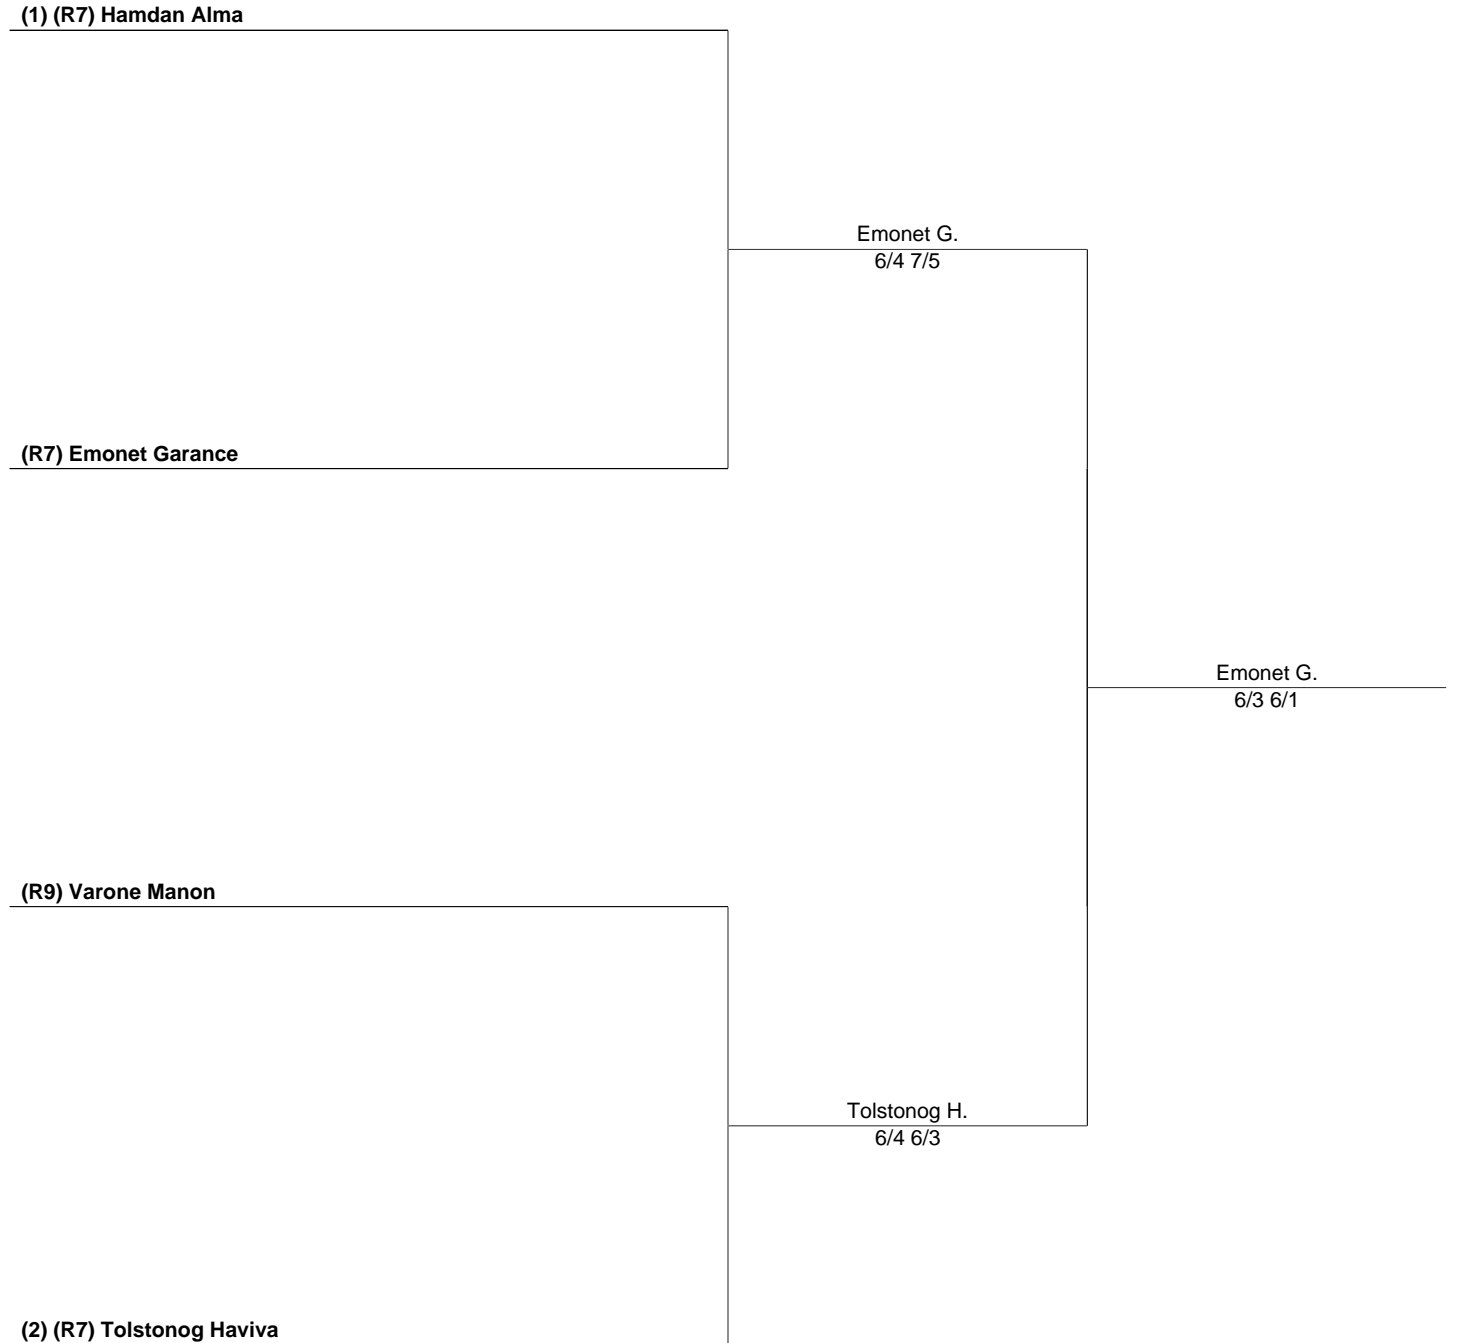 (1) (R7) Hamdan Alma
Emonet G.
6/4 7/5
(R7) Emonet Garance
Emonet G.
6/3 6/1
(R9) Varone Manon
Tolstonog H.
6/4 6/3
(2) (R7) Tolstonog Haviva